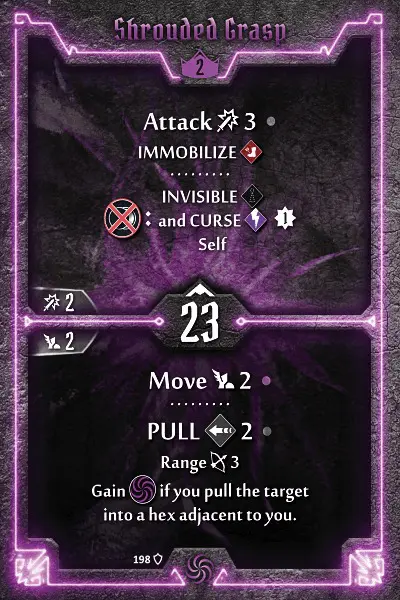 Shrouded Grasp
2
Attack 3
IMMOBILIZE
INVISIBLE
: and CURSE 1
Self
2
23
2
Move 2
PULL 2
Range 3
Gain if you pull the target
into a hex adjacent to you.
198